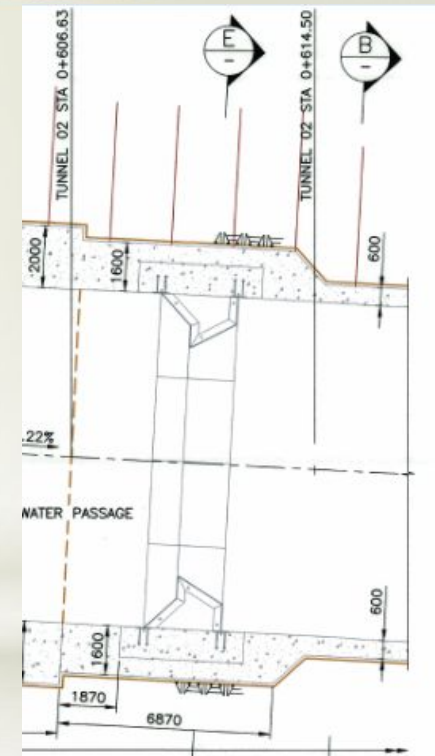 TUNNEL 02 STA 0+606.63
E
-
TUNNEL 02 STA 0+614.50
B
-
2000
1600
600
.22%
WATER PASSAGE
1600
600
1870
6870